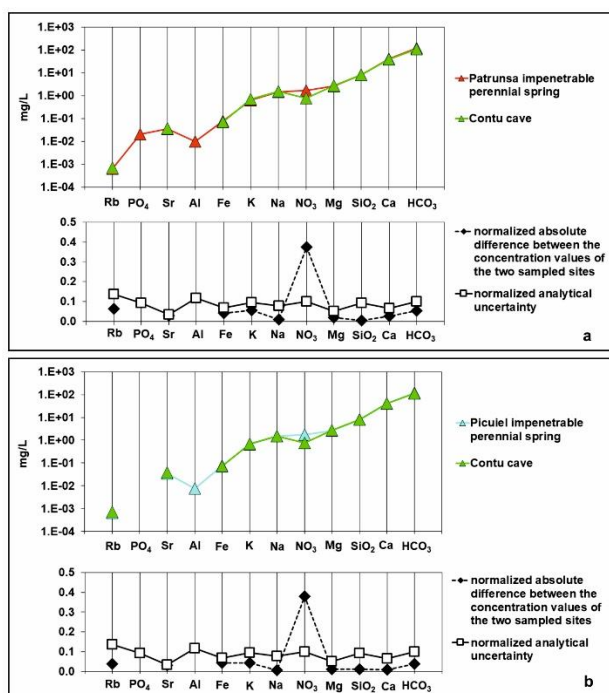 1.E+03
1.E+02
1.E+01
1.E+00
1.E-01
1.E-02
1.E-03
1.E-04
mg/L
Rb PO₄ Sr Al Fe K Na NO₃ Mg SiO₂ Ca HCO₃
Patrunsa impenetrable
perennial spring
Contu cave
0.5
0.4
0.3
0.2
0.1
0.0
Rb PO₄ Sr Al Fe K Na NO₃ Mg SiO₂ Ca HCO₃
normalized absolute
difference between the
concentration values of
the two sampled sites
normalized analytical
uncertainty
a
1.E+03
1.E+02
1.E+01
1.E+00
1.E-01
1.E-02
1.E-03
1.E-04
mg/L
Rb PO₄ Sr Al Fe K Na NO₃ Mg SiO₂ Ca HCO₃
Picuiel impenetrable
perennial spring
Contu cave
0.5
0.4
0.3
0.2
0.1
0.0
Rb PO₄ Sr Al Fe K Na NO₃ Mg SiO₂ Ca HCO₃
normalized absolute
difference between the
concentration values of
the two sampled sites
normalized analytical
uncertainty
b